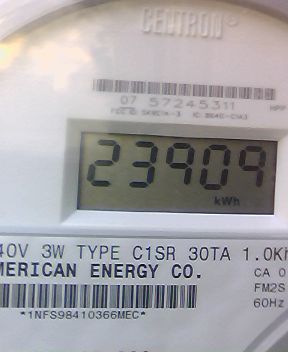 CENTRON®
07 57245311
23909
kWh
40V 3W TYPE C1SR 30TA 1.0Kh
MERICAN ENERGY CO.
CA 0
FM2S
60Hz
*1NFS98410366MEC*